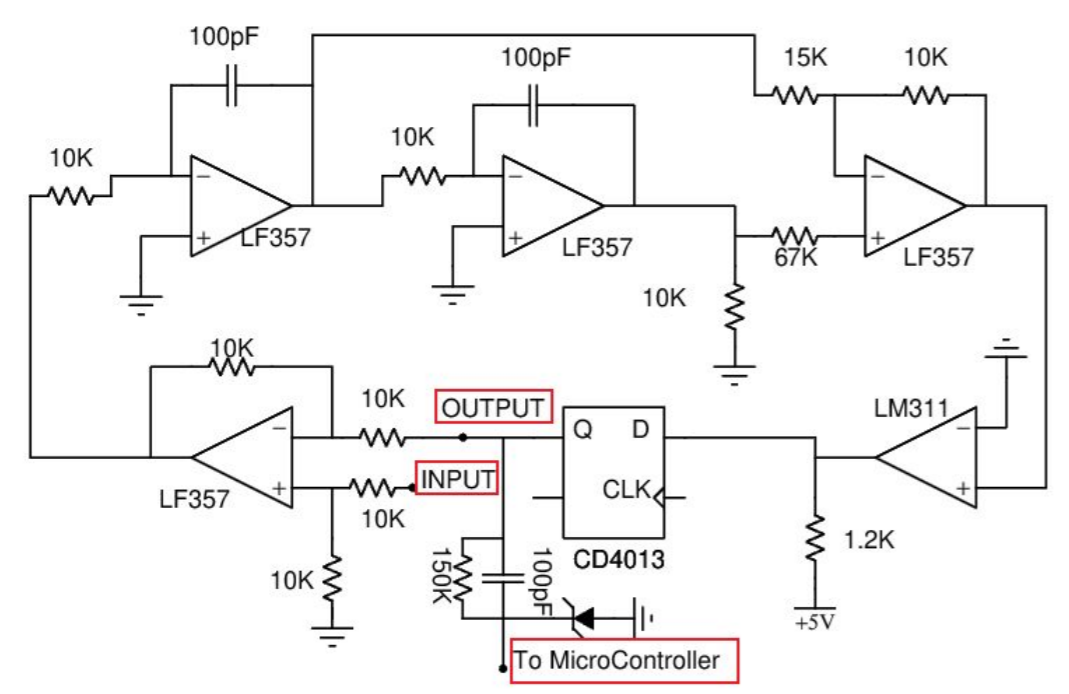 100pF
100pF
15K
10K
10K
10K
−
+
LF357
−
+
LF357
67K
−
+
LF357
10K
10K
10K
OUTPUT
Q
D
LM311
−
+
−
+
LF357
INPUT
CLK
10K
CD4013
1.2K
10K
150K
100pF
+5V
To MicroController